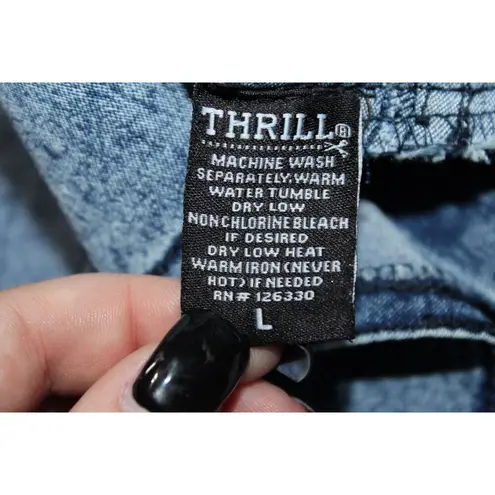 THRILL®
MACHINE WASH
SEPARATELY.WARM
WATER TUMBLE
DRY LOW
NON CHLORINE BLEACH
IF DESIRED
DRY LOW HEAT
WARM IRON (NEVER
HOT) IF NEEDED
RN# 126330
L